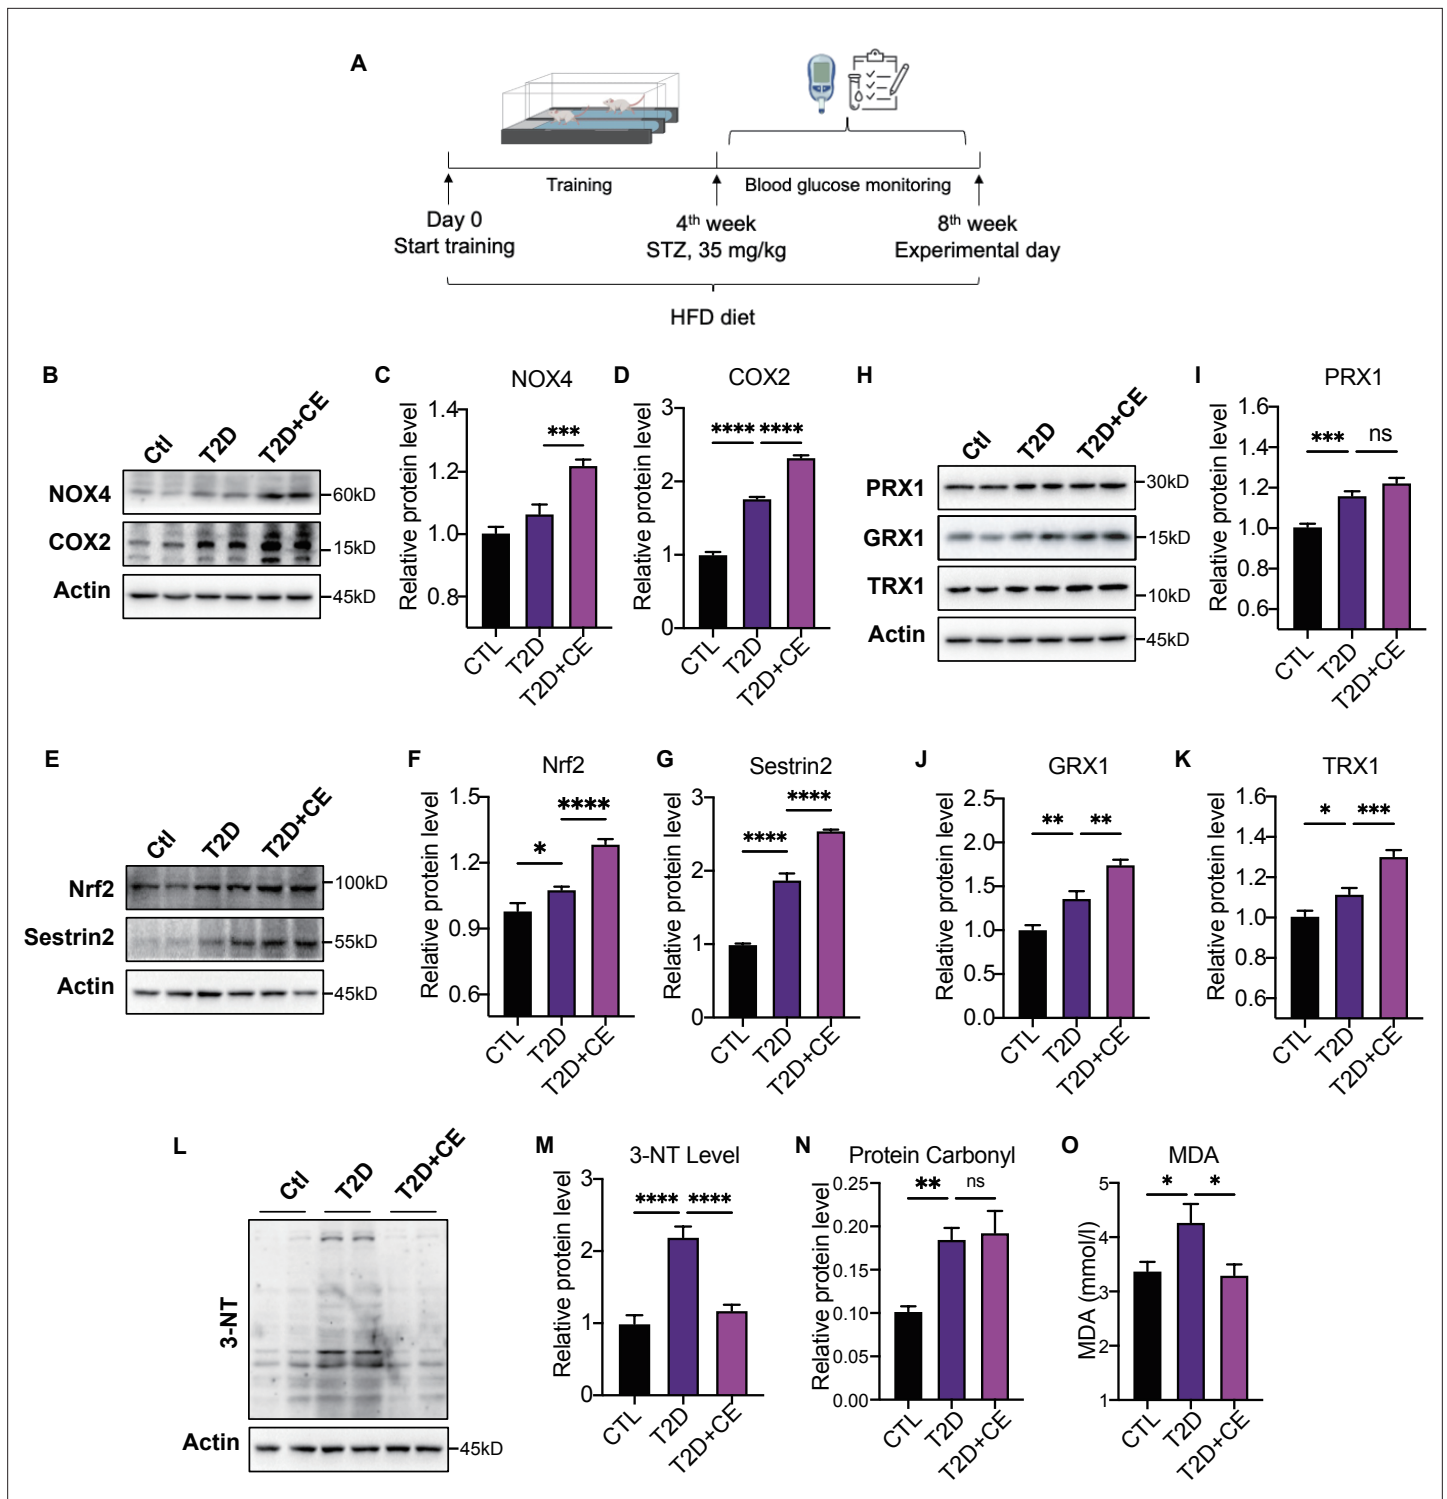 A
Training
Blood glucose monitoring
Day 0
Start training
4th week
STZ, 35 mg/kg
8th week
Experimental day
HFD diet
B
Ctl
T2D
T2D+CE
NOX4
60kD
COX2
15kD
Actin
45kD
C
NOX4
Relative protein level
1.4
1.2
1.0
0.8
***
CTL
T2D
T2D+CE
D
COX2
Relative protein level
3
2
1
0
**** ****
CTL
T2D
T2D+CE
H
Ctl
T2D
T2D+CE
PRX1
30kD
GRX1
15kD
TRX1
10kD
Actin
45kD
I
PRX1
Relative protein level
1.6
1.4
1.2
1.0
0.8
0.6
*** ns
CTL
T2D
T2D+CE
E
Ctl
T2D
T2D+CE
Nrf2
100kD
Sestrin2
55kD
Actin
45kD
F
Nrf2
Relative protein level
1.5
1.2
0.9
0.6
* ****
CTL
T2D
T2D+CE
G
Sestrin2
Relative protein level
3
2
1
0
**** ****
CTL
T2D
T2D+CE
J
GRX1
Relative protein level
2.5
2.0
1.5
1.0
0.5
0.0
** **
CTL
T2D
T2D+CE
K
TRX1
Relative protein level
1.6
1.4
1.2
1.0
0.8
0.6
* ***
CTL
T2D
T2D+CE
L
Ctl
T2D
T2D+CE
3-NT
Actin
45kD
M
3-NT Level
Relative protein level
3
2
1
0
**** ****
CTL
T2D
T2D+CE
N
Protein Carbonyl
Relative protein level
0.25
0.20
0.15
0.10
0.05
0.00
** ns
CTL
T2D
T2D+CE
O
MDA
MDA (mmol/l)
5
4
3
2
1
* *
CTL
T2D
T2D+CE